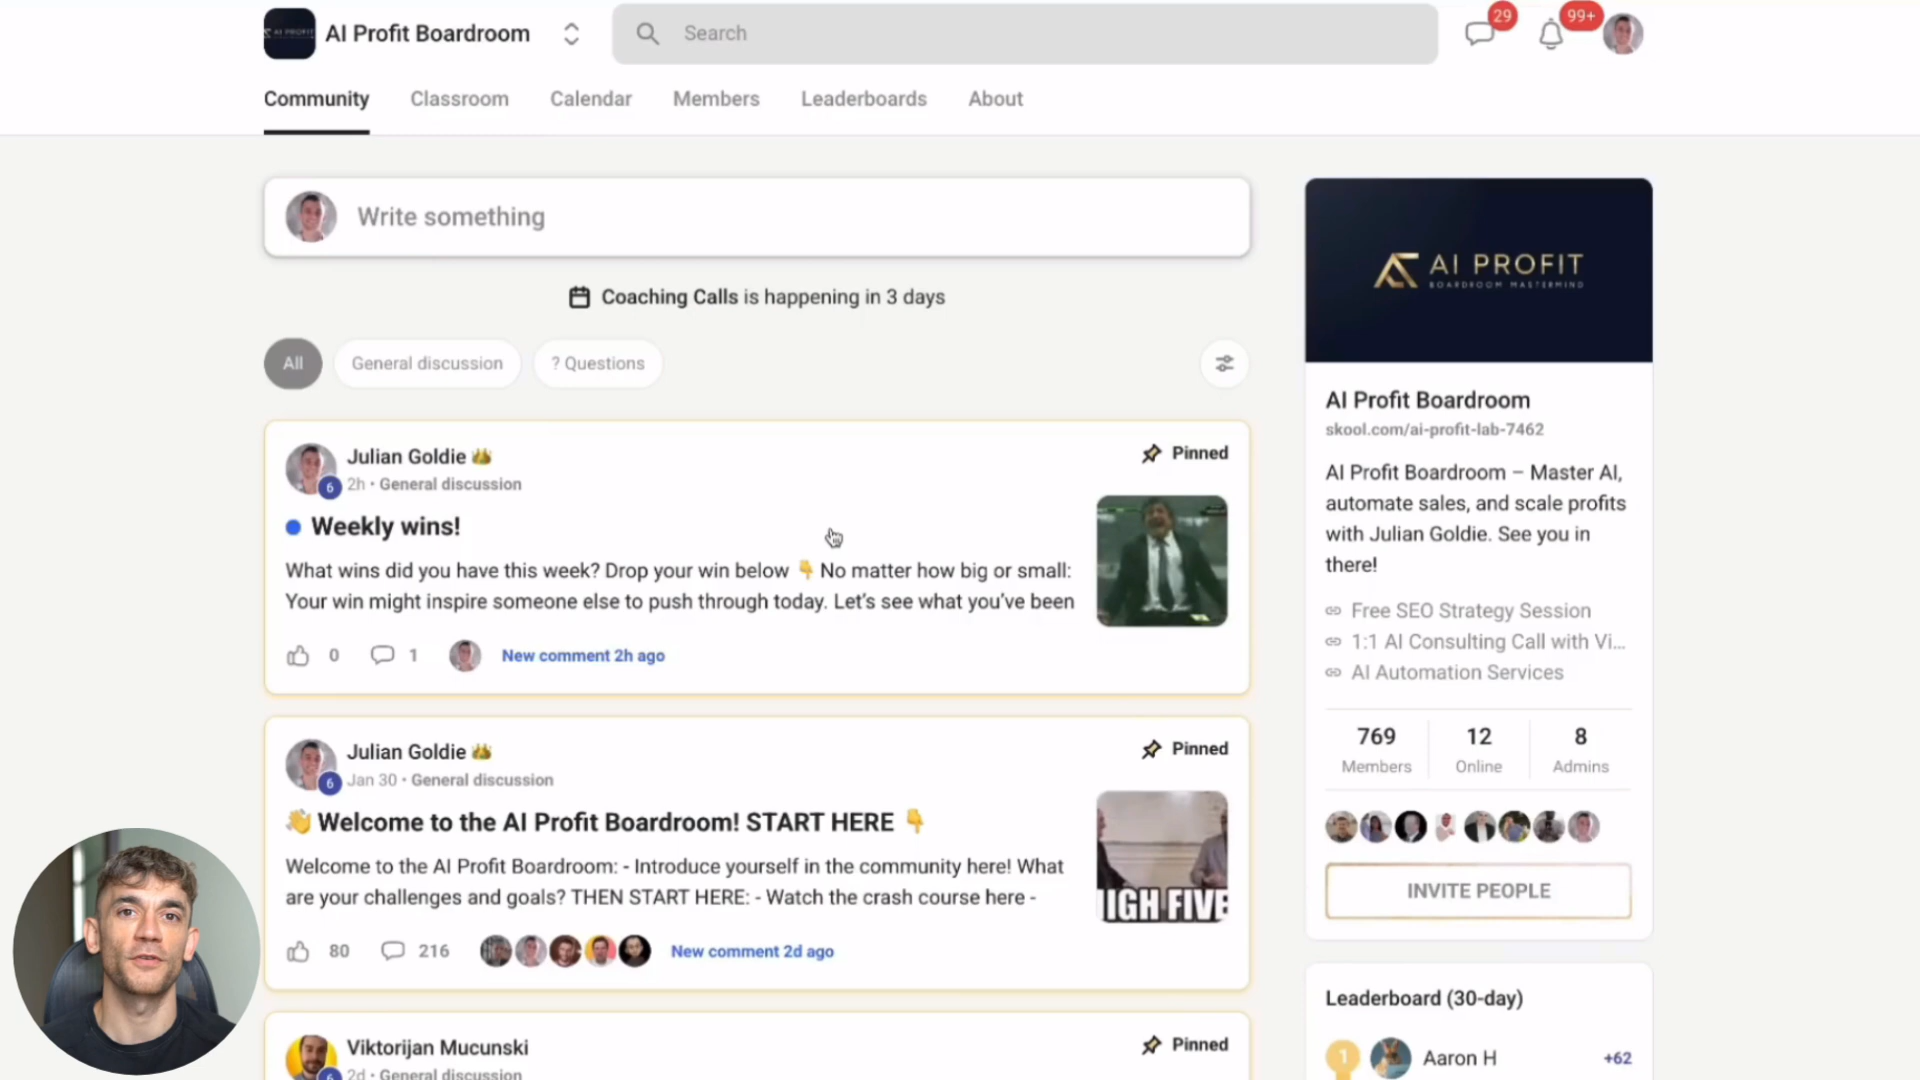 AI PROFIT
AI Profit Boardroom
Search
29
99+
Community
Classroom
Calendar
Members
Leaderboards
About
Write something
Coaching Calls is happening in 3 days
All
General discussion
? Questions
Julian Goldie
Pinned
6
2h • General discussion
Weekly wins!
What wins did you have this week? Drop your win below 👇 No matter how big or small:
Your win might inspire someone else to push through today. Let's see what you've been
0
1
New comment 2h ago
Julian Goldie
Pinned
6
Jan 30 • General discussion
👋 Welcome to the AI Profit Boardroom! START HERE 👇
Welcome to the AI Profit Boardroom: - Introduce yourself in the community here! What
are your challenges and goals? THEN START HERE: - Watch the crash course here -
HIGH FIVE
80
216
New comment 2d ago
Viktorijan Mucunski
Pinned
6
2d • General discussion
AI PROFIT
BOARDROOM MASTERMIND
AI Profit Boardroom
skool.com/ai-profit-lab-7462
AI Profit Boardroom – Master AI,
automate sales, and scale profits
with Julian Goldie. See you in
there!
Free SEO Strategy Session
1:1 AI Consulting Call with Vi...
AI Automation Services
769
Members
12
Online
8
Admins
INVITE PEOPLE
Leaderboard (30-day)
1
Aaron H
+62